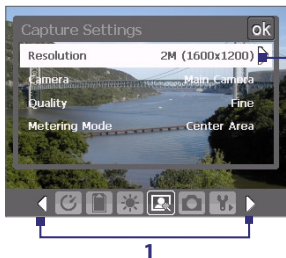 Capture Settings ok
Resolution 2M (1600x1200)
Camera Main Camera
Quality Fine
Metering Mode Center Area
1